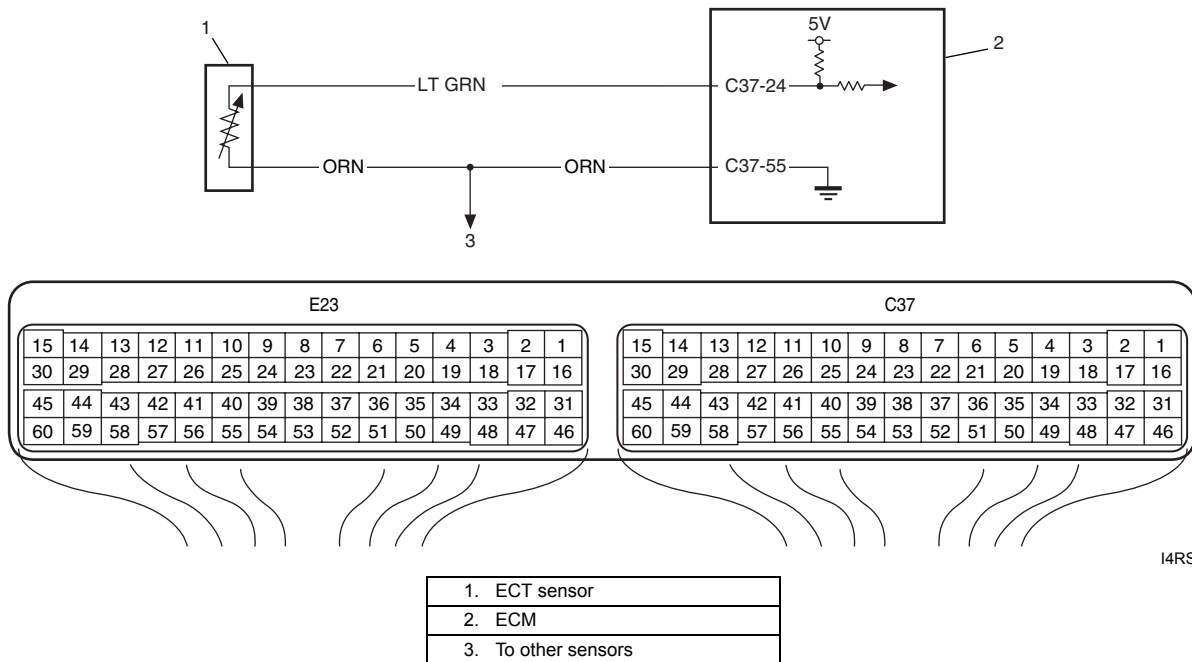 1
5V
2
LT GRN
C37-24
ORN
ORN
C37-55
3
E23
C37
15 14 13 12 11 10 9 8 7 6 5 4 3 2 1
30 29 28 27 26 25 24 23 22 21 20 19 18 17 16
45 44 43 42 41 40 39 38 37 36 35 34 33 32 31
60 59 58 57 56 55 54 53 52 51 50 49 48 47 46
15 14 13 12 11 10 9 8 7 6 5 4 3 2 1
30 29 28 27 26 25 24 23 22 21 20 19 18 17 16
45 44 43 42 41 40 39 38 37 36 35 34 33 32 31
60 59 58 57 56 55 54 53 52 51 50 49 48 47 46
I4RS
1. ECT sensor
2. ECM
3. To other sensors